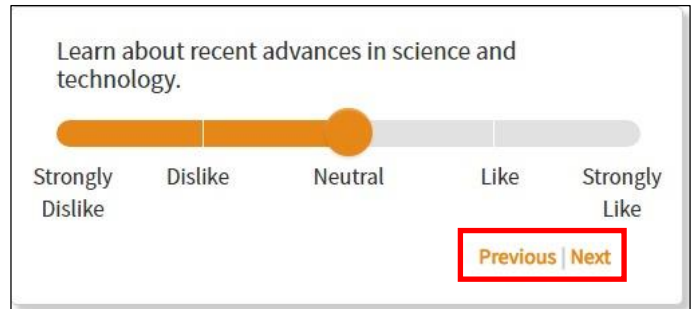 Learn about recent advances in science and
technology.
Strongly Dislike Dislike Neutral Like Strongly Like
Previous | Next